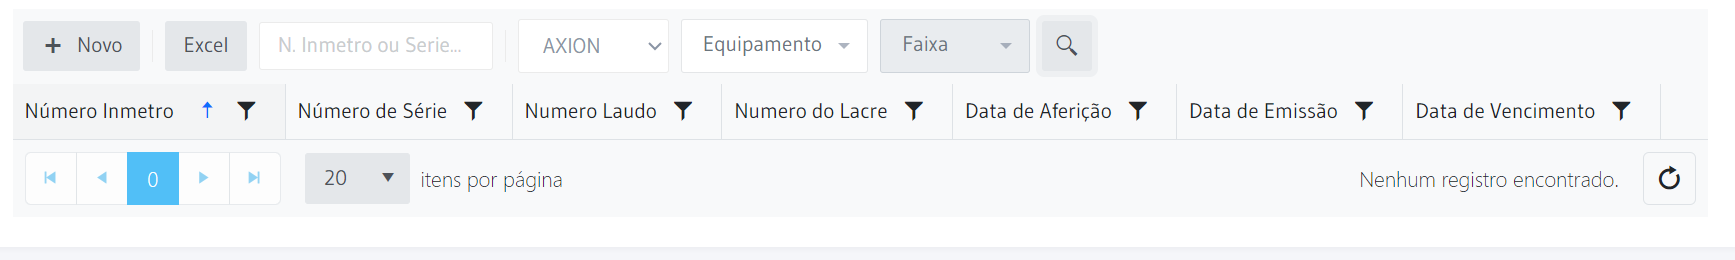 + Novo Excel N. Inmetro ou Serie... AXION Equipamento Faixa
Número Inmetro Número de Série Numero Laudo Numero do Lacre Data de Aferição Data de Emissão Data de Vencimento
0 20 itens por página Nenhum registro encontrado.